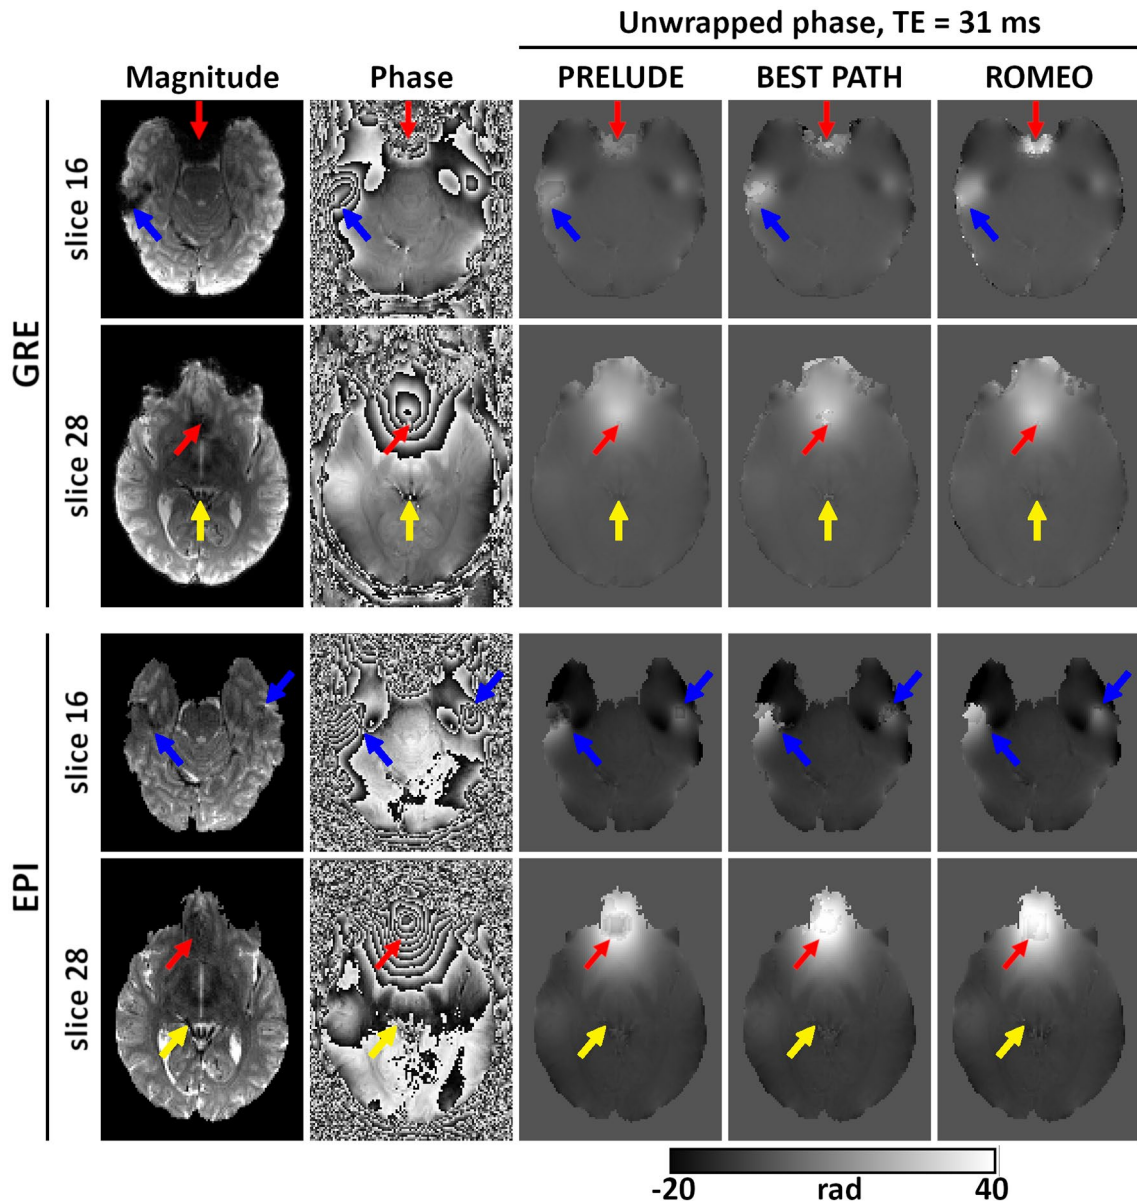 Unwrapped phase, TE = 31 ms
Magnitude
Phase
PRELUDE
BEST PATH
ROMEO
GRE
slice 16
slice 28
EPI
slice 16
slice 28
-20
rad
40